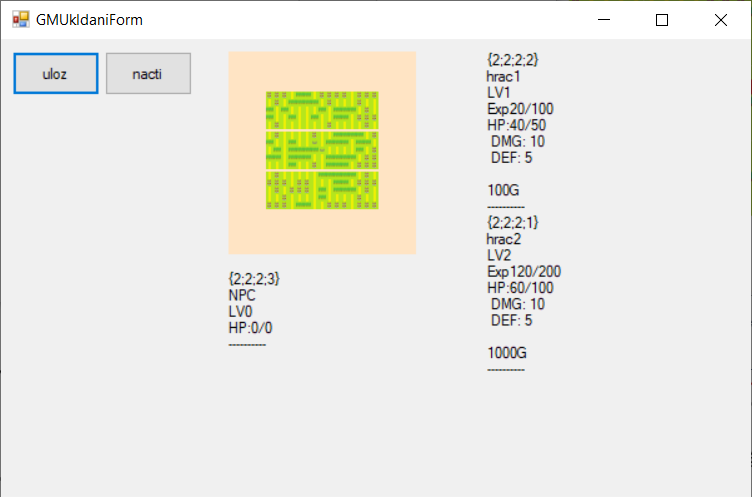 GMUkldaniForm
uloz
nacti
{2;2;2;3}
NPC
LV0
HP:0/0
----------
{2;2;2;2}
hrac1
LV1
Exp20/100
HP:40/50
DMG: 10
DEF: 5
100G
----------
{2;2;2;1}
hrac2
LV2
Exp120/200
HP:60/100
DMG: 10
DEF: 5
1000G
----------